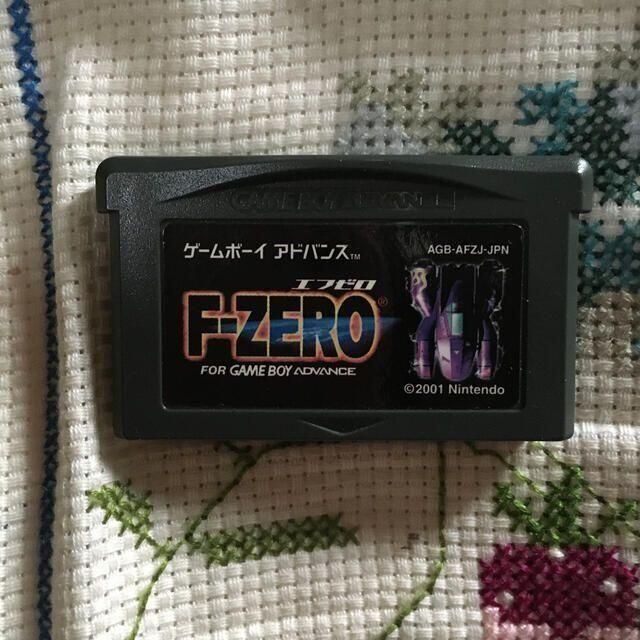 GAME BOY ADVANCE
ゲームボーイ アドバンス™
AGB-AFZJ-JPN
エフゼロ
F-ZERO®
FOR GAME BOY ADVANCE
©2001 Nintendo